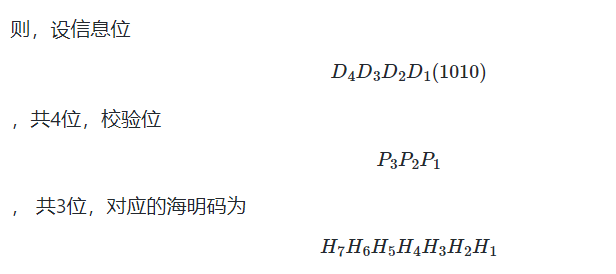 则，设信息位
D₄D₃D₂D₁(1010)
，共4位，校验位
P₃P₂P₁
， 共3位，对应的海明码为
H₇H₆H₅H₄H₃H₂H₁